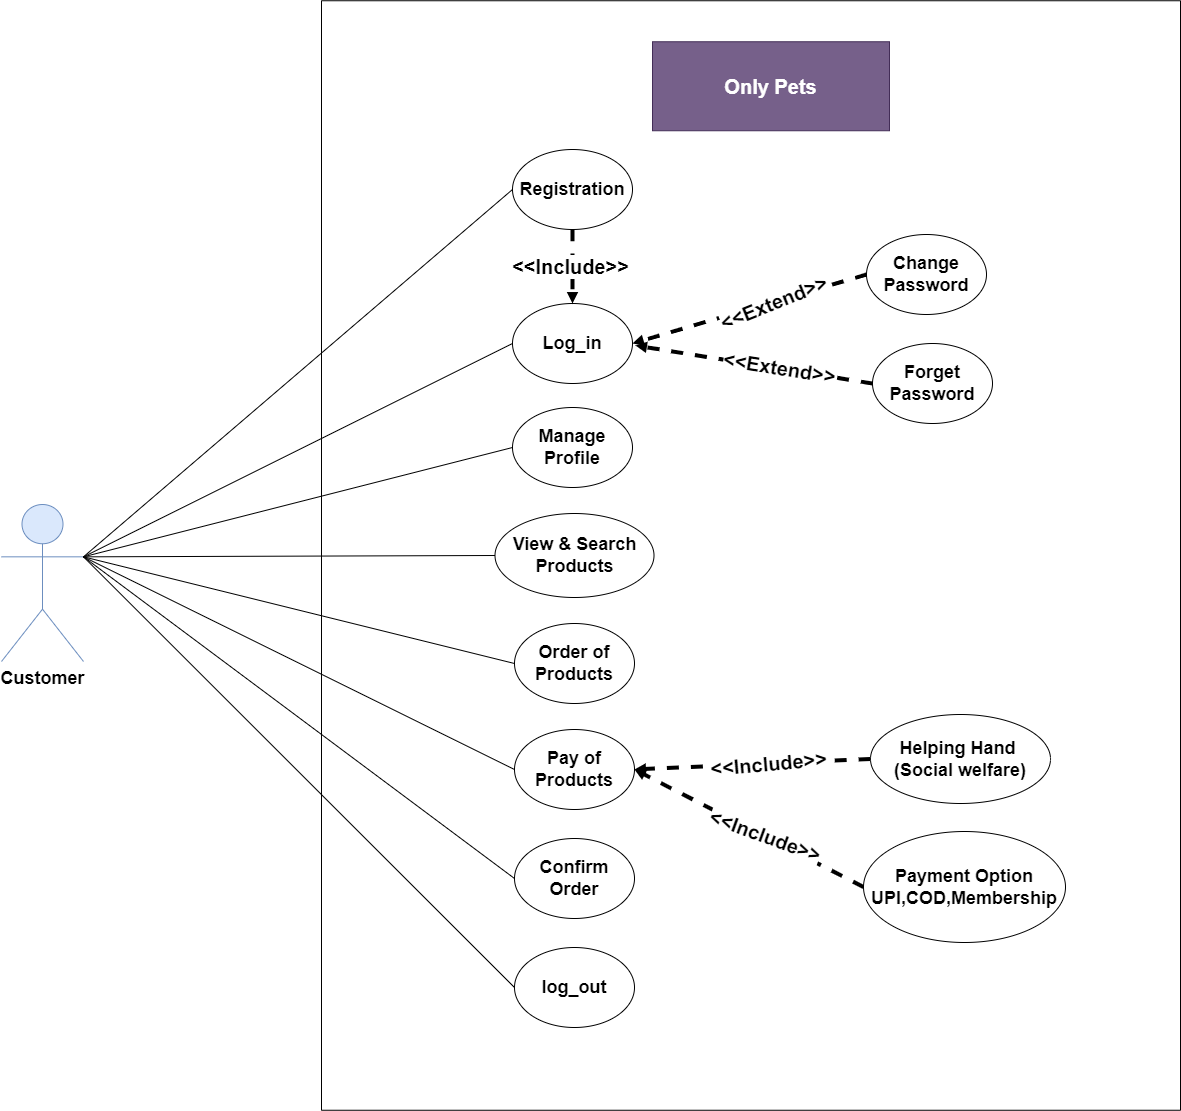 Only Pets
Registration
<<Include>>
Log_in
Change
Password
<<Extend>>
Forget
Password
<<Extend>>
Manage
Profile
View & Search
Products
Customer
Order of
Products
Pay of
Products
<<Include>>
Helping Hand
(Social welfare)
<<Include>>
Payment Option
UPI,COD,Membership
Confirm
Order
log_out